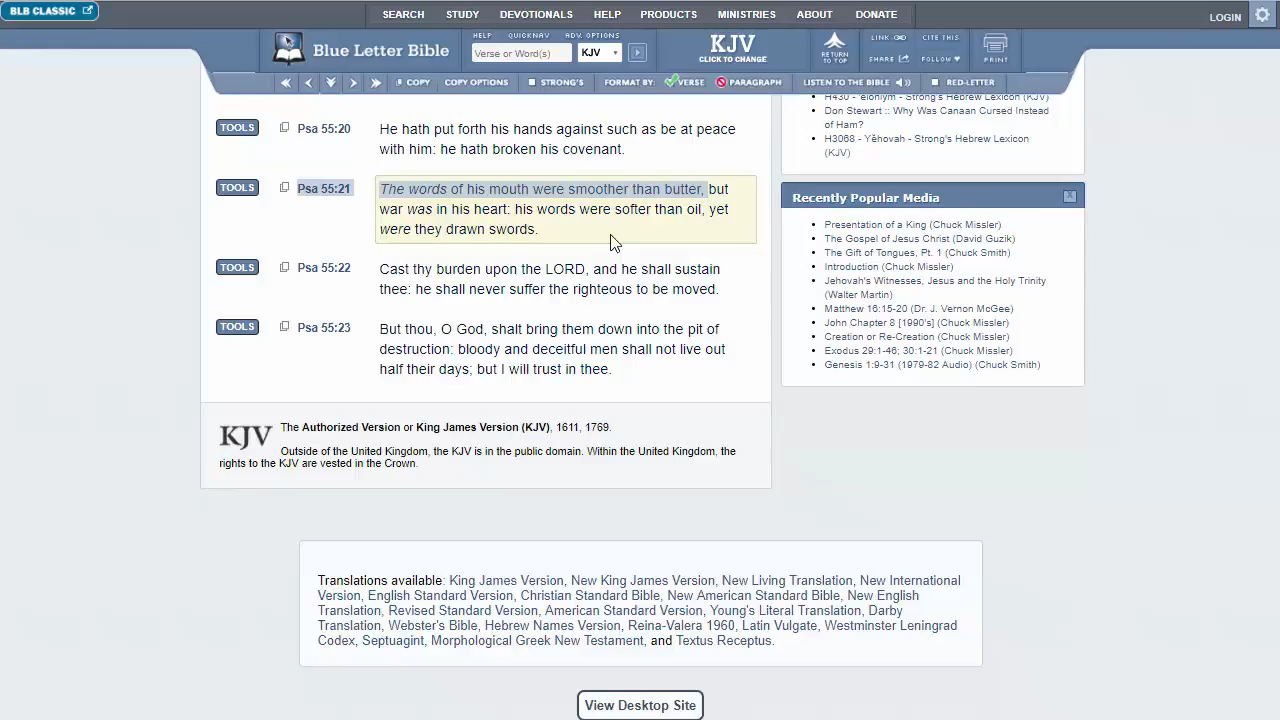 BLB CLASSIC
SEARCH STUDY DEVOTIONALS HELP PRODUCTS MINISTRIES ABOUT DONATE
LOGIN
Blue Letter Bible
HELP QUICKNAV ADV. OPTIONS
Verse or Word(s) KJV
KJV
CLICK TO CHANGE
RETURN TO TOP
LINK CITE THIS
SHARE FOLLOW
PRINT
COPY COPY OPTIONS STRONG'S FORMAT BY: VERSE PARAGRAPH LISTEN TO THE BIBLE RED-LETTER
TOOLS Psa 55:20 He hath put forth his hands against such as be at peace
with him: he hath broken his covenant.
TOOLS Psa 55:21 The words of his mouth were smoother than butter, but
war was in his heart: his words were softer than oil, yet
were they drawn swords.
TOOLS Psa 55:22 Cast thy burden upon the LORD, and he shall sustain
thee: he shall never suffer the righteous to be moved.
TOOLS Psa 55:23 But thou, O God, shalt bring them down into the pit of
destruction: bloody and deceitful men shall not live out
half their days; but I will trust in thee.
KJV
The Authorized Version or King James Version (KJV), 1611, 1769.
Outside of the United Kingdom, the KJV is in the public domain. Within the United Kingdom, the
rights to the KJV are vested in the Crown.
H430 - 'elohiym - Strong's Hebrew Lexicon (KJV)
Don Stewart :: Why Was Canaan Cursed Instead
of Ham?
H3068 - Yĕhovah - Strong's Hebrew Lexicon
(KJV)
Recently Popular Media
Presentation of a King (Chuck Missler)
The Gospel of Jesus Christ (David Guzik)
The Gift of Tongues, Pt. 1 (Chuck Smith)
Introduction (Chuck Missler)
Jehovah's Witnesses, Jesus and the Holy Trinity
(Walter Martin)
Matthew 16:15-20 (Dr. J. Vernon McGee)
John Chapter 8 [1990's] (Chuck Missler)
Creation or Re-Creation (Chuck Missler)
Exodus 29:1-46; 30:1-21 (Chuck Missler)
Genesis 1:9-31 (1979-82 Audio) (Chuck Smith)
Translations available: King James Version, New King James Version, New Living Translation, New International
Version, English Standard Version, Christian Standard Bible, New American Standard Bible, New English
Translation, Revised Standard Version, American Standard Version, Young's Literal Translation, Darby
Translation, Webster's Bible, Hebrew Names Version, Reina-Valera 1960, Latin Vulgate, Westminster Leningrad
Codex, Septuagint, Morphological Greek New Testament, and Textus Receptus.
View Desktop Site